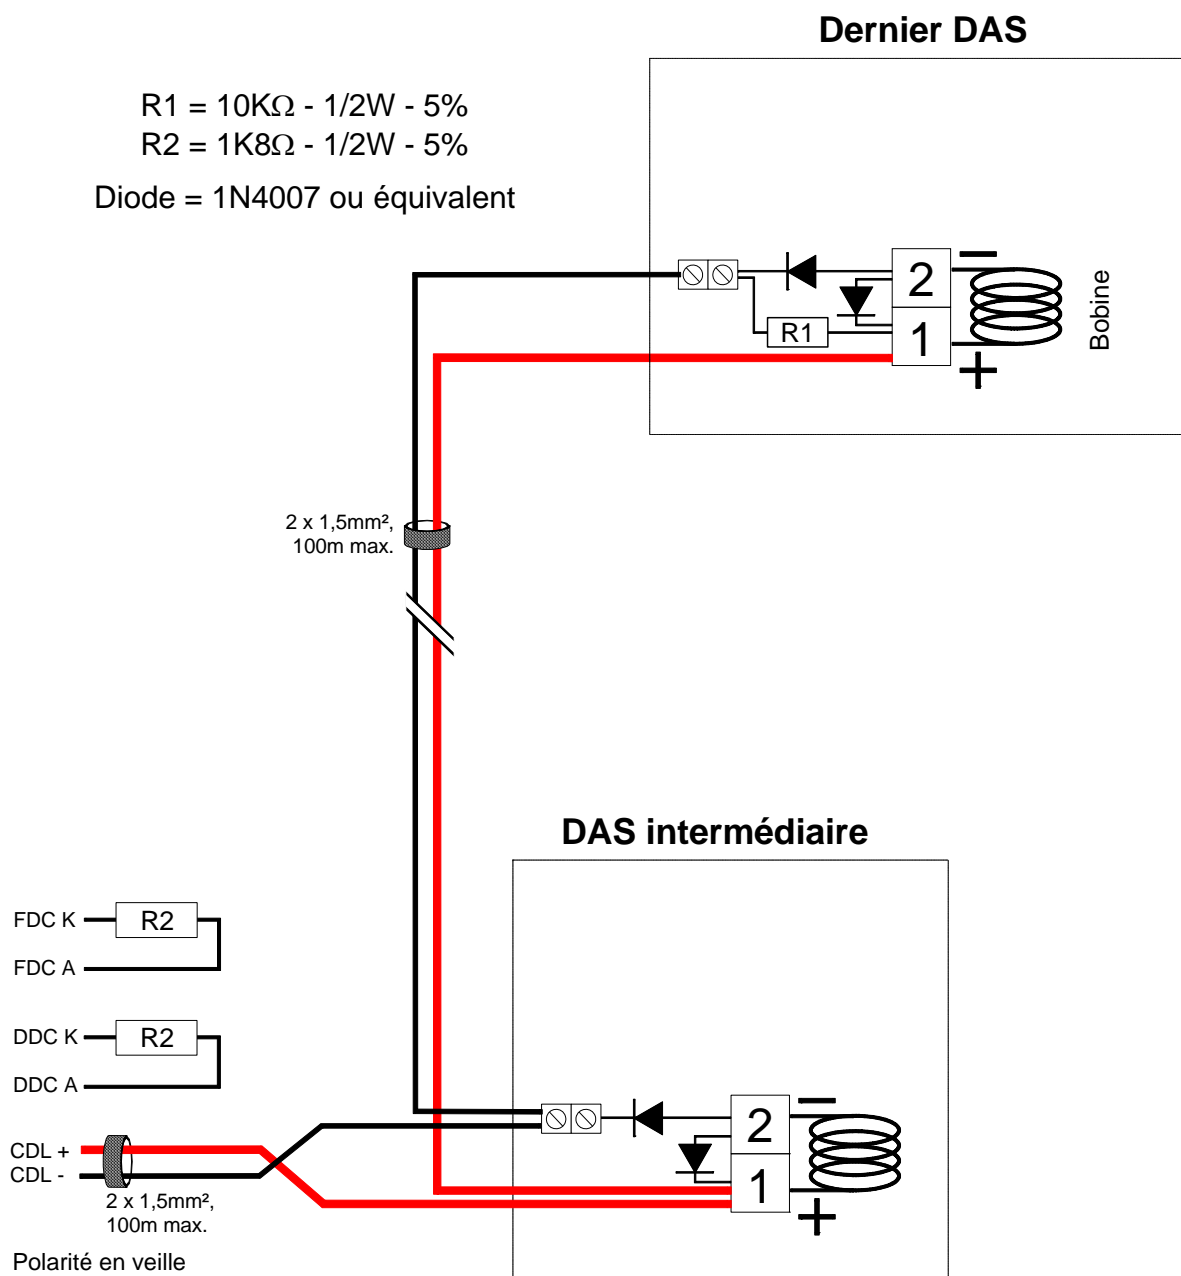 Dernier DAS
R1 = 10KΩ - 1/2W - 5%
R2 = 1K8Ω - 1/2W - 5%
Diode = 1N4007 ou équivalent
2
1
R1
Bobine
2 x 1,5mm²,
100m max.
DAS intermédiaire
FDC K
R2
FDC A
DDC K
R2
DDC A
2
1
CDL +
CDL -
2 x 1,5mm²,
100m max.
Polarité en veille